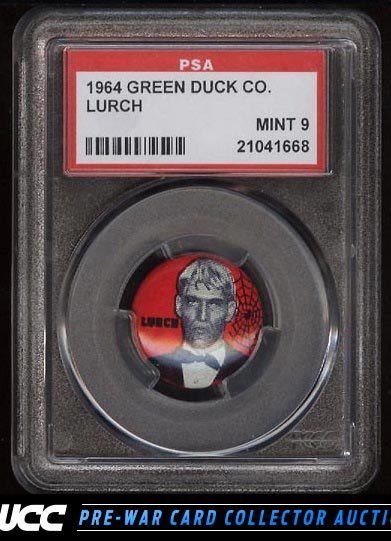 PSA
1964 GREEN DUCK CO.
LURCH
MINT 9
21041668
LURCH
PRE-WAR CARD COLLECTOR AUCTI